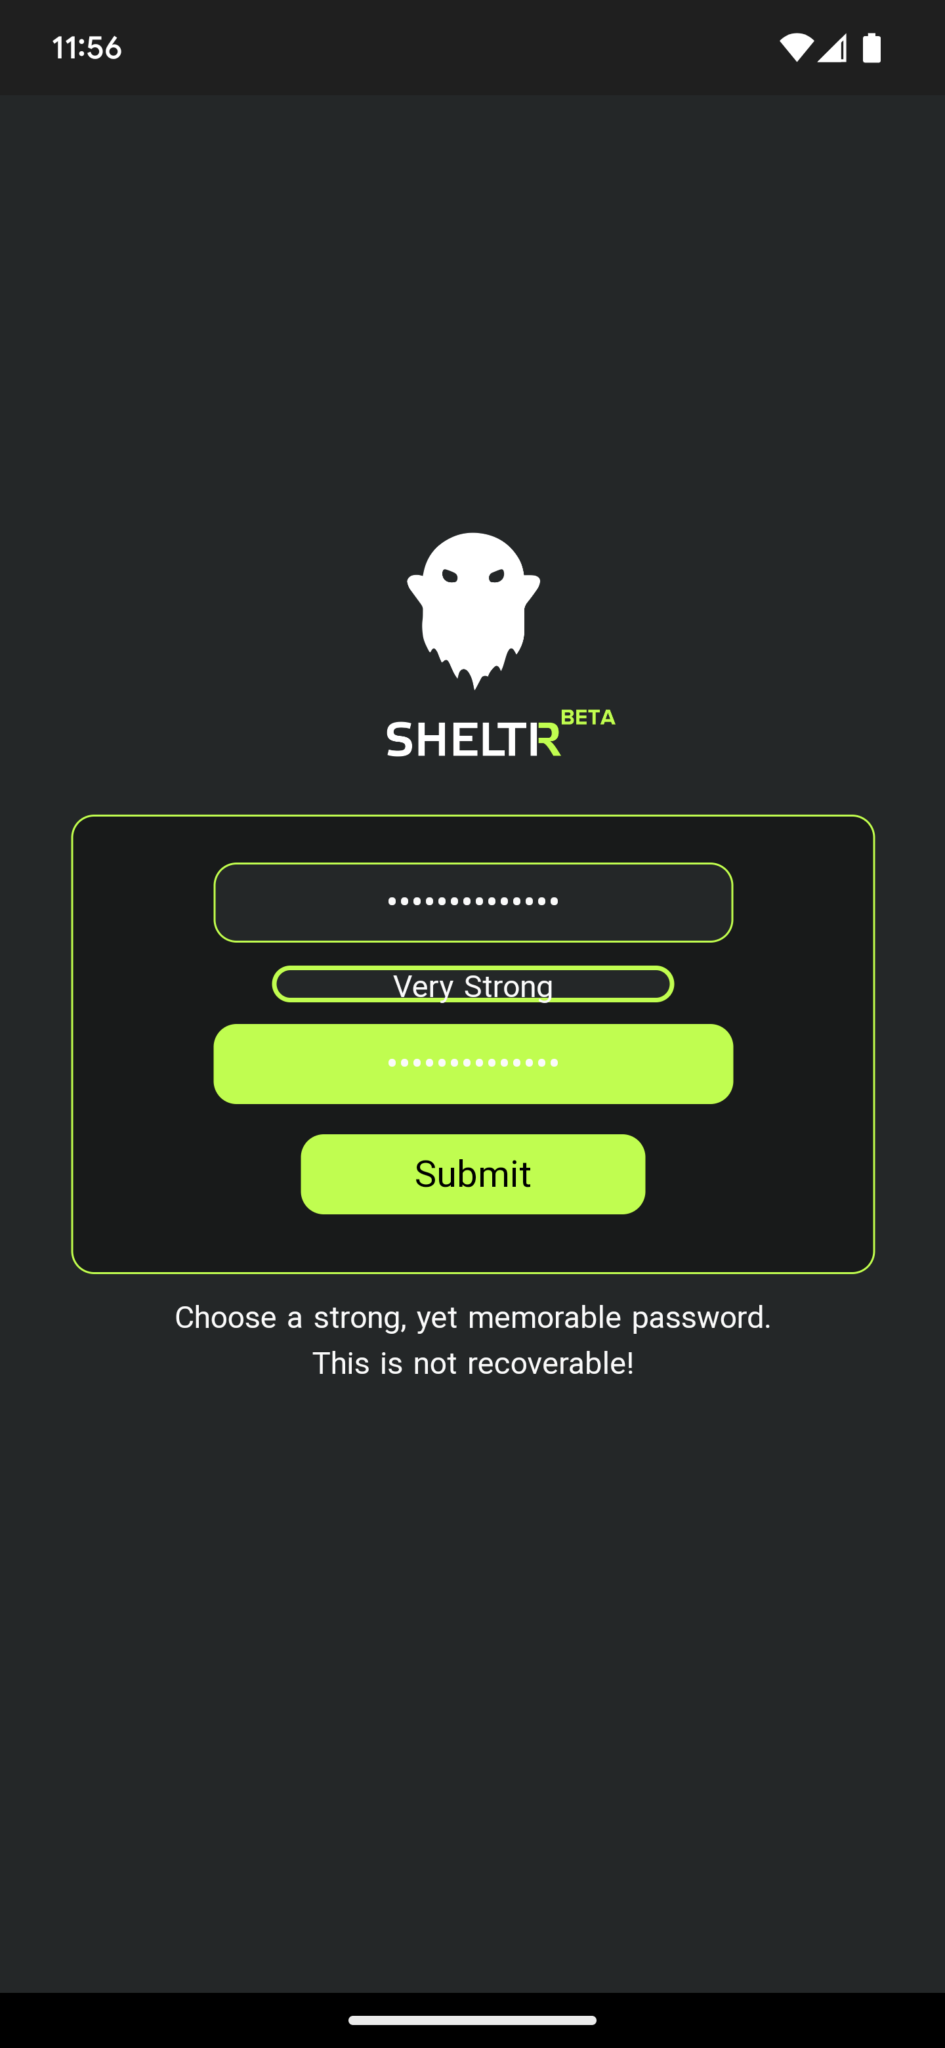 11:56
SHELTR BETA
••••••••••••••
Very Strong
••••••••••••••
Submit
Choose a strong, yet memorable password.
This is not recoverable!